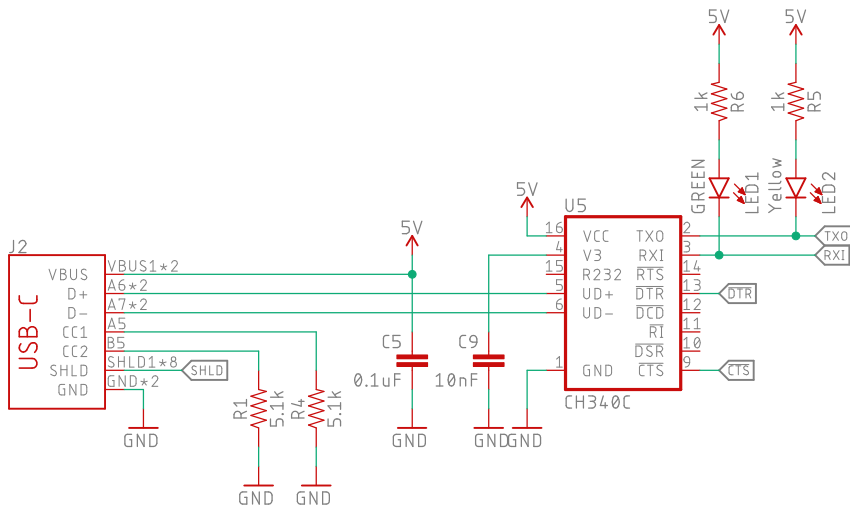 5V 5V
1k R6 1k R5
GREEN LED1 Yellow LED2
5V U5
16 VCC TXO 2 TXO
4 V3 RXI 3 RXI
15 R232 RTS 14
5 UD+ DTR 13 DTR
6 UD- DCD 12
RI 11
DSR 10
1 GND CTS 9 CTS
CH340C
5V
J2
USB-C
VBUS VBUS1*2
D+ A6*2
D- A7*2
CC1 A5
CC2 B5
SHLD SHLD1*8 SHLD
GND GND*2
C5 C9
0.1uF 10nF
R1 5.1k R4 5.1k
GND GND GND GND
GND GND